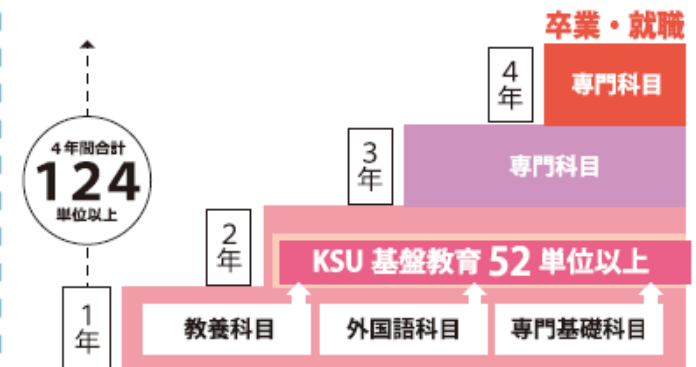 卒業・就職
4年
専門科目
3年
専門科目
4年間合計
124
単位以上
2年
KSU 基盤教育 52 単位以上
1年
教養科目
外国語科目
専門基礎科目